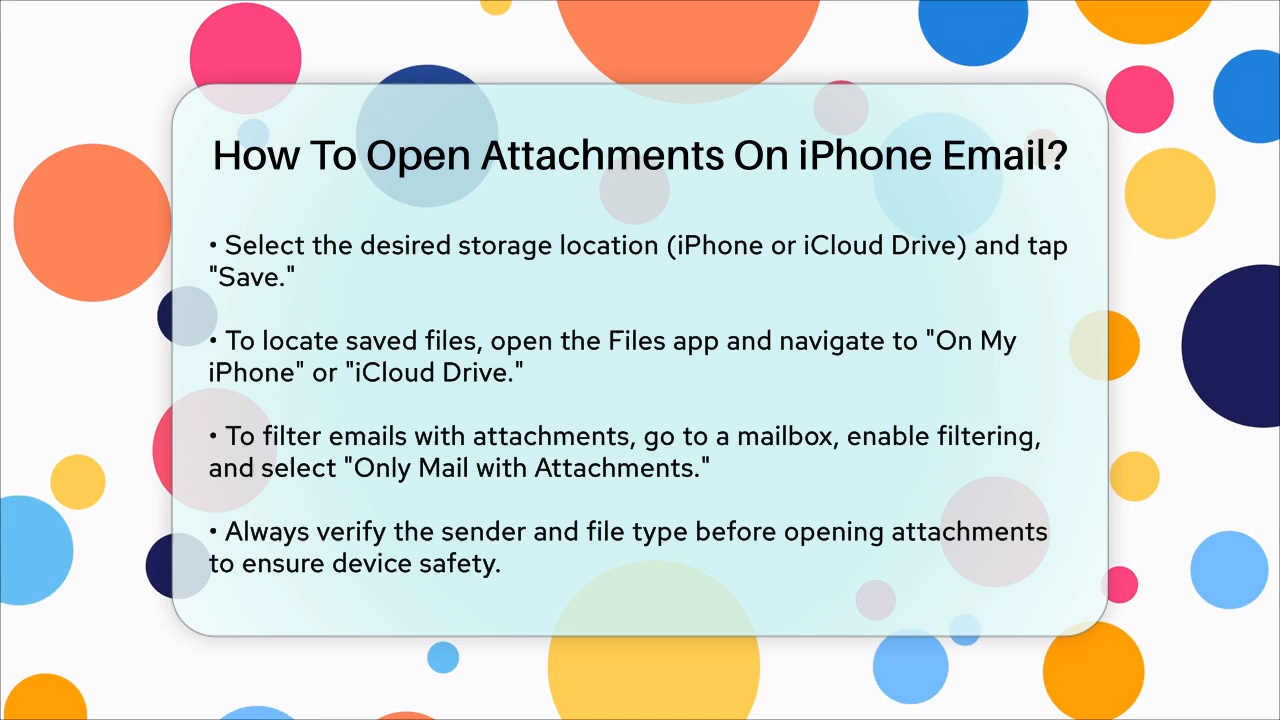 How To Open Attachments On iPhone Email?
• Select the desired storage location (iPhone or iCloud Drive) and tap
"Save."
• To locate saved files, open the Files app and navigate to "On My
iPhone" or "iCloud Drive."
• To filter emails with attachments, go to a mailbox, enable filtering,
and select "Only Mail with Attachments."
• Always verify the sender and file type before opening attachments
to ensure device safety.